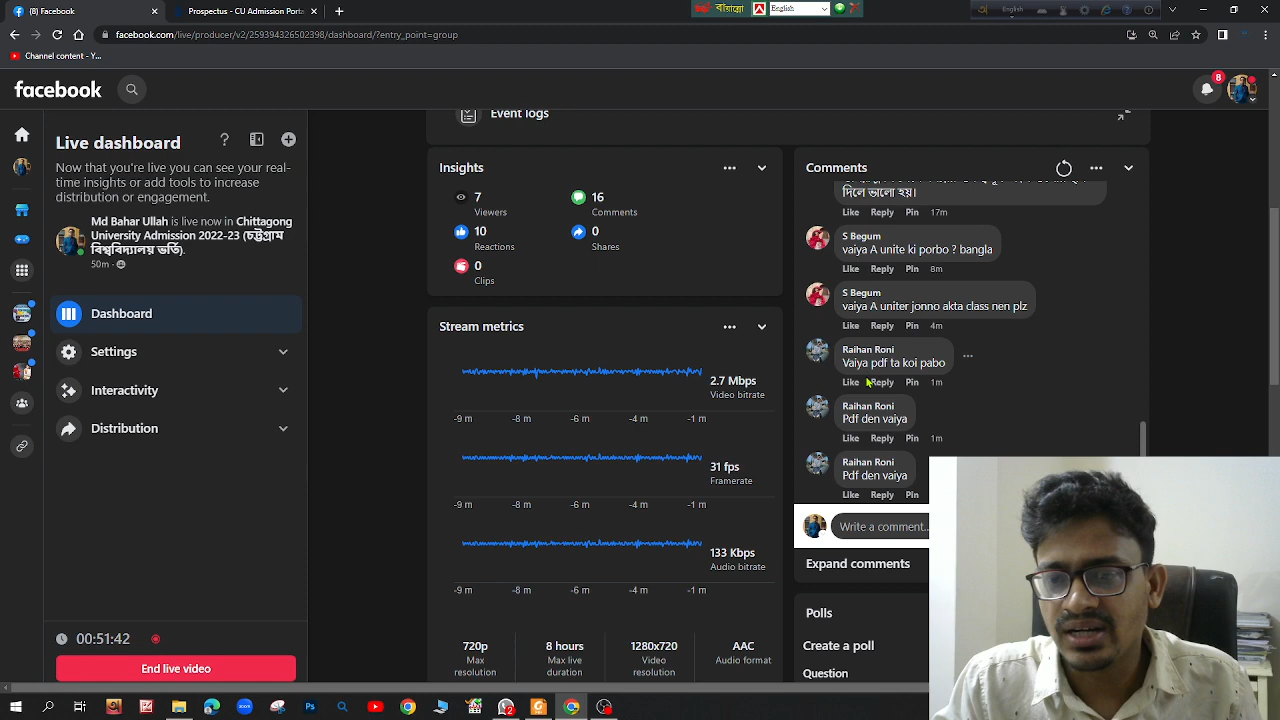 (8) Facebook
Prospectus - CU Admission Porta
বাংলা
English
English
facebook.com/live/producer/v2/259394326502398/dashboard/?entry_point=group
Channel content - Y...
facebook
8
Live dashboard
Now that you're live you can see your real-
time insights or add tools to increase
distribution or engagement.
Md Bahar Ullah is live now in Chittagong
University Admission 2022-23 (চট্টগ্রাম
বিশ্ববিদ্যালয় ভর্তি).
50m
Dashboard
Settings
Interactivity
Distribution
00:51:42
End live video
Event logs
Insights
7
Viewers
16
Comments
10
Reactions
0
Shares
0
Clips
Stream metrics
2.7 Mbps
Video bitrate
-9 m -8 m -6 m -4 m -1 m
31 fps
Framerate
-9 m -8 m -6 m -4 m -1 m
133 Kbps
Audio bitrate
-9 m -8 m -6 m -4 m -1 m
720p
Max
resolution
8 hours
Max live
duration
1280x720
Video
resolution
AAC
Audio format
Comments
দিলে ভালো হয়।
Like Reply Pin 17m
S Begum
vaiya A unite ki porbo ? bangla
Like Reply Pin 8m
S Begum
vaiya A uniter jonno akta class nen plz
Like Reply Pin 4m
Raihan Roni
Vaiya pdf ta koi pabo
Like Reply Pin 1m
Raihan Roni
Pdf den vaiya
Like Reply Pin 1m
Raihan Roni
Pdf den vaiya
Like Reply Pin
Write a comment...
Expand comments
Polls
Create a poll
Question
zoom
Ps